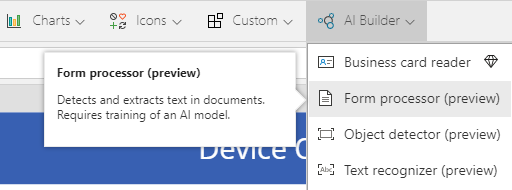 Charts Icons Custom AI Builder
Business card reader
Form processor (preview)
Detects and extracts text in documents.
Requires training of an AI model.
Form processor (preview)
Object detector (preview)
Device
Text recognizer (preview)